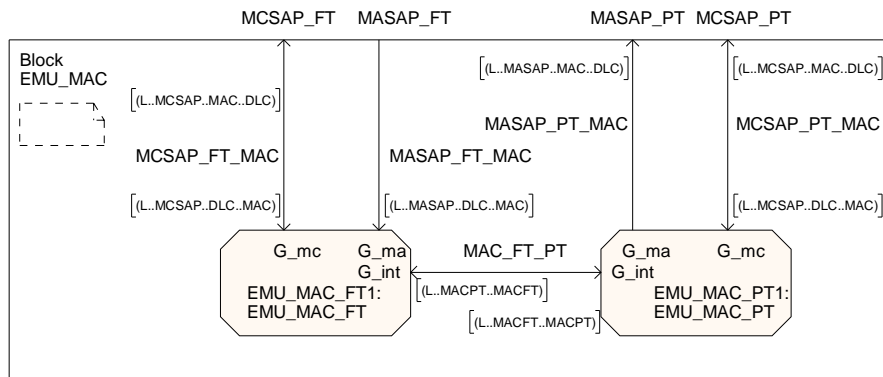 MCSAP_FT MASAP_FT MASAP_PT MCSAP_PT
Block
EMU_MAC
[(L..MASAP..MAC..DLC)] [(L..MCSAP..MAC..DLC)]
[(L..MCSAP..MAC..DLC)]
MASAP_PT_MAC MCSAP_PT_MAC
MCSAP_FT_MAC MASAP_FT_MAC
[(L..MCSAP..DLC..MAC)] [(L..MASAP..DLC..MAC)] [(L..MCSAP..DLC..MAC)]
G_mc G_ma MAC_FT_PT G_ma G_mc
G_int G_int
[(L..MACPT..MACFT)]
EMU_MAC_FT1: EMU_MAC_PT1:
EMU_MAC_FT EMU_MAC_PT
[(L..MACFT..MACPT)]